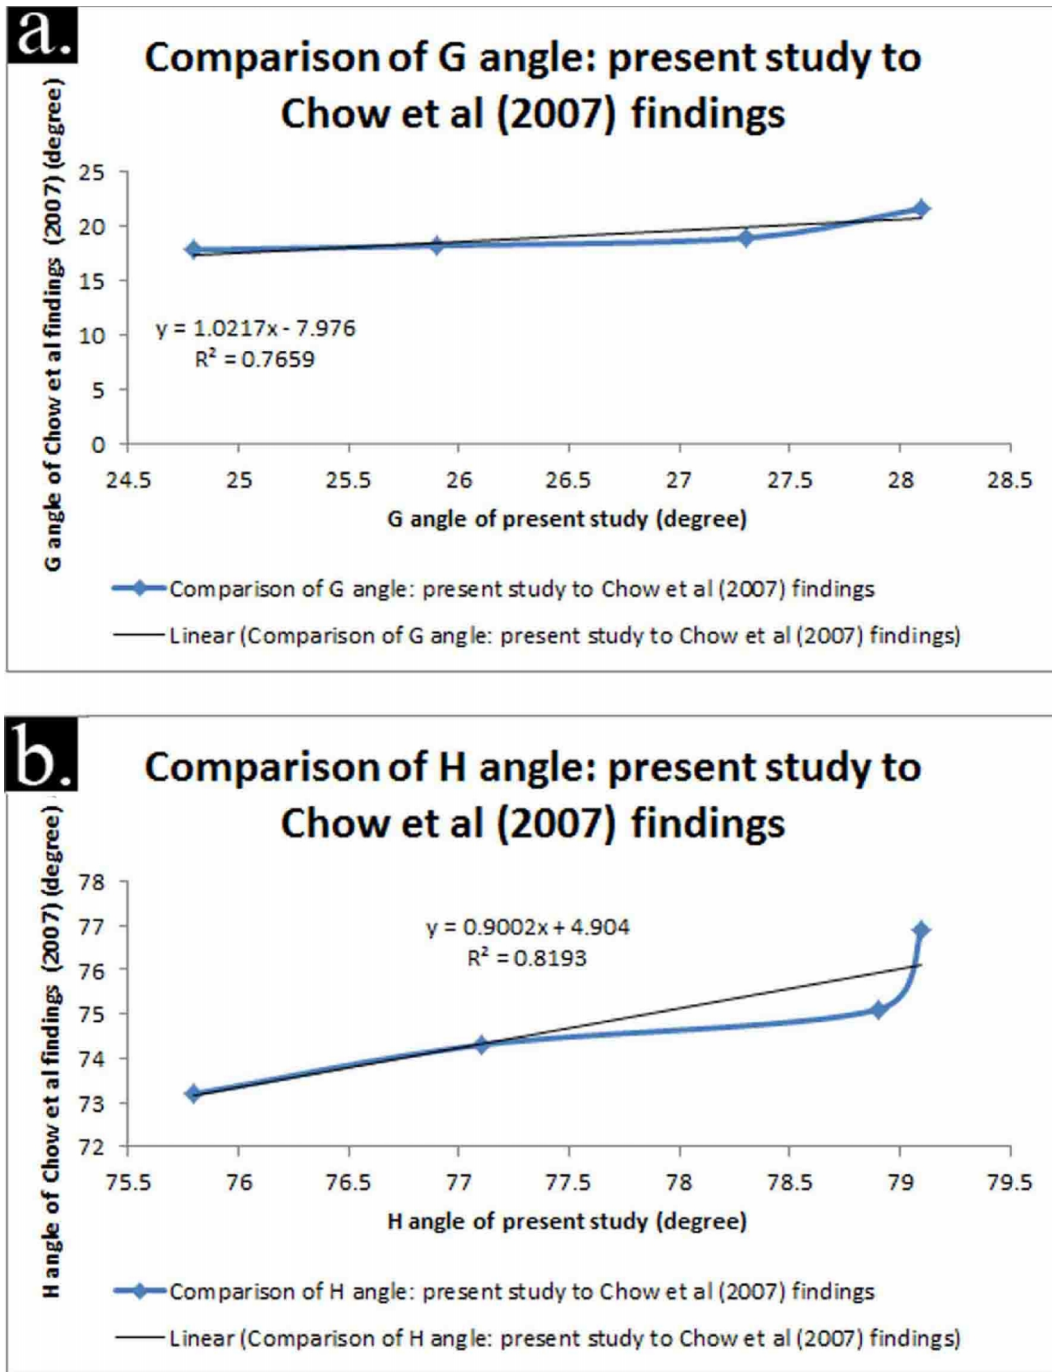 a.
Comparison of G angle: present study to
Chow et al (2007) findings
G angle of Chow et al findings (2007) (degree)
25
20
15
10
5
0
y = 1.0217x - 7.976
R² = 0.7659
24.5 25 25.5 26 26.5 27 27.5 28 28.5
G angle of present study (degree)
Comparison of G angle: present study to Chow et al (2007) findings
Linear (Comparison of G angle: present study to Chow et al (2007) findings)
b.
Comparison of H angle: present study to
Chow et al (2007) findings
H angle of Chow et al findings (2007) (degree)
78
77
76
75
74
73
72
y = 0.9002x + 4.904
R² = 0.8193
75.5 76 76.5 77 77.5 78 78.5 79 79.5
H angle of present study (degree)
Comparison of H angle: present study to Chow et al (2007) findings
Linear (Comparison of H angle: present study to Chow et al (2007) findings)